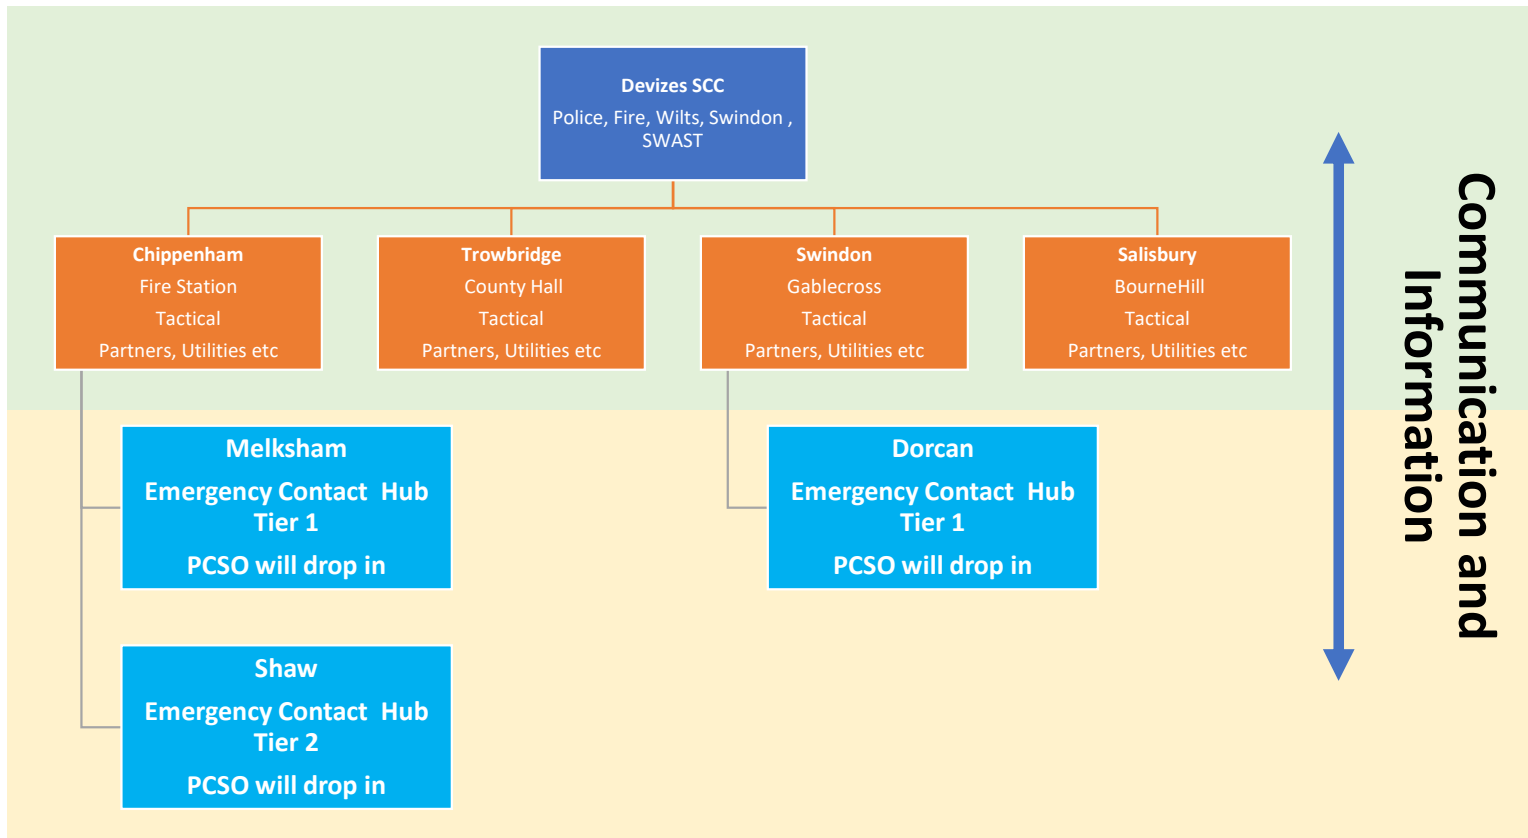 Devizes SCC
Police, Fire, Wilts, Swindon ,
SWAST
Chippenham
Fire Station
Tactical
Partners, Utilities etc
Trowbridge
County Hall
Tactical
Partners, Utilities etc
Swindon
Gablecross
Tactical
Partners, Utilities etc
Salisbury
BourneHill
Tactical
Partners, Utilities etc
Melksham
Emergency Contact Hub
Tier 1
PCSO will drop in
Dorcan
Emergency Contact Hub
Tier 1
PCSO will drop in
Shaw
Emergency Contact Hub
Tier 2
PCSO will drop in
Communication and
Information